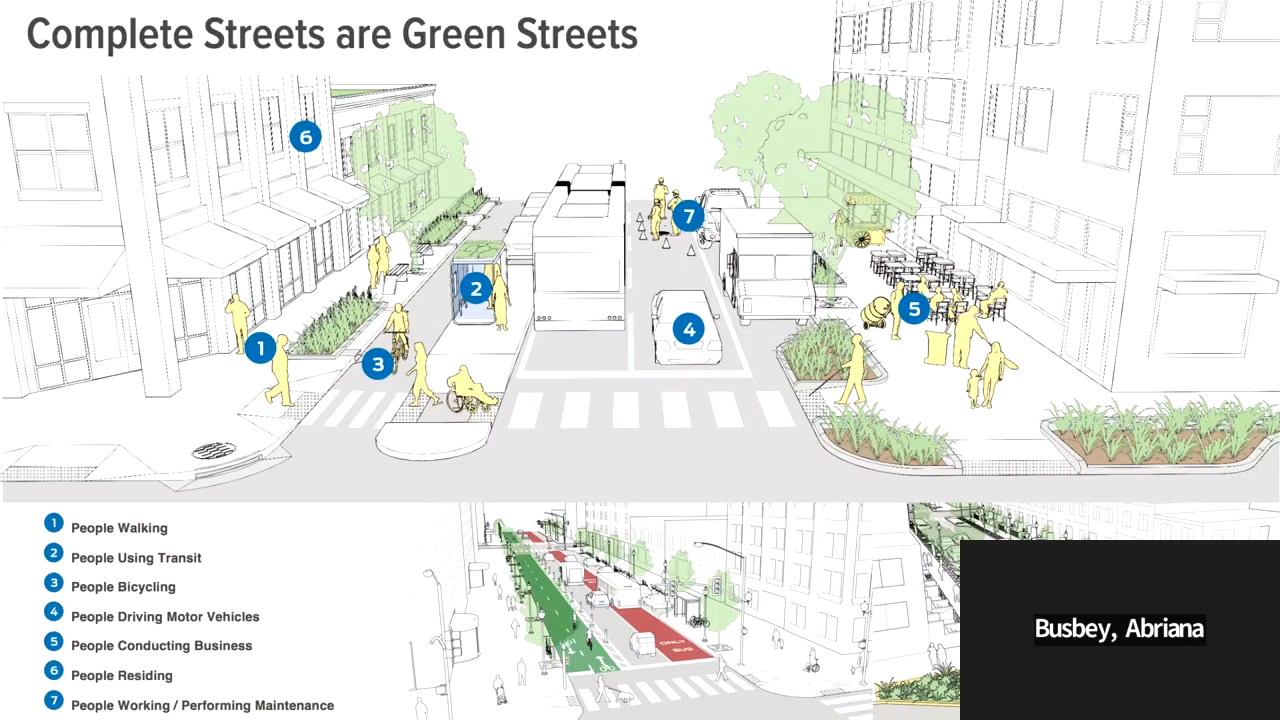 Complete Streets are Green Streets
6
7
2
5
4
1
3
1 People Walking
2 People Using Transit
3 People Bicycling
4 People Driving Motor Vehicles
5 People Conducting Business
6 People Residing
7 People Working / Performing Maintenance
ONLY
BUS
Busbey, Abriana